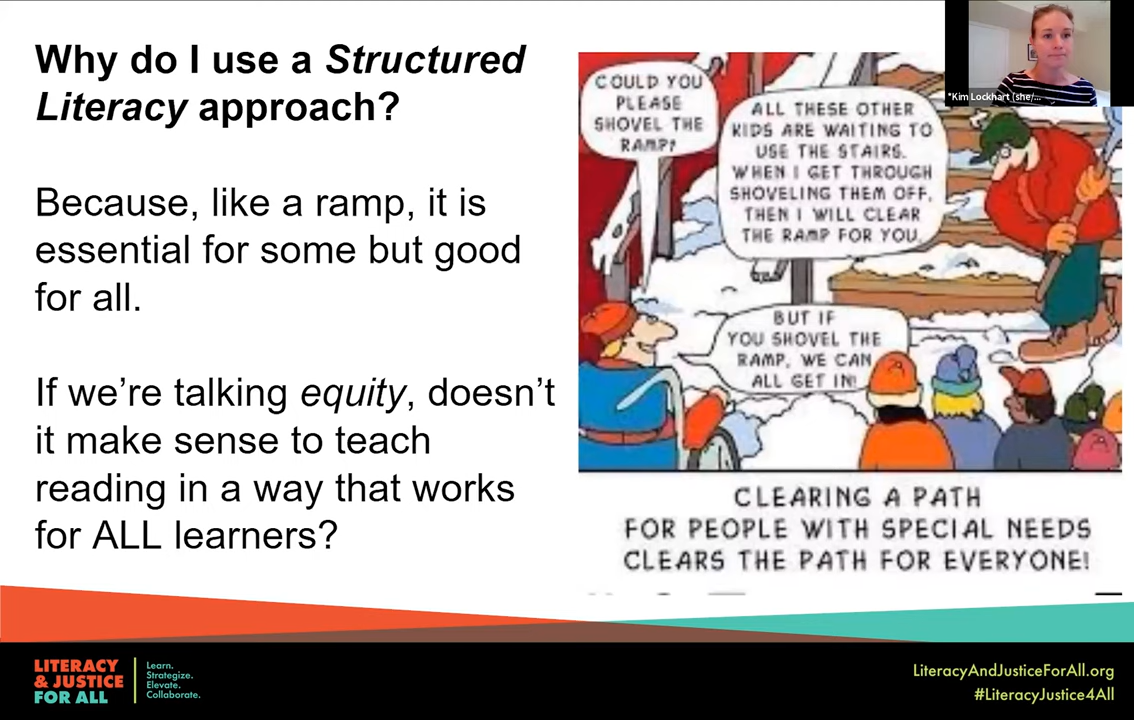 Why do I use a Structured
Literacy approach?
Because, like a ramp, it is
essential for some but good
for all.
If we're talking equity, doesn't
it make sense to teach
reading in a way that works
for ALL learners?
COULD YOU
PLEASE
SHOVEL THE
RAMP?
ALL THESE OTHER
KIDS ARE WAITING TO
USE THE STAIRS.
WHEN I GET THROUGH
SHOVELING THEM OFF,
THEN I WILL CLEAR
THE RAMP FOR YOU.
BUT IF
YOU SHOVEL THE
RAMP, WE CAN
ALL GET IN!
CLEARING A PATH
FOR PEOPLE WITH SPECIAL NEEDS
CLEARS THE PATH FOR EVERYONE!
*Kim Lockhart (she/...
LITERACY
& JUSTICE
FOR ALL
Learn.
Strategize.
Elevate.
Collaborate.
LiteracyAndJusticeForAll.org
#LiteracyJustice4All